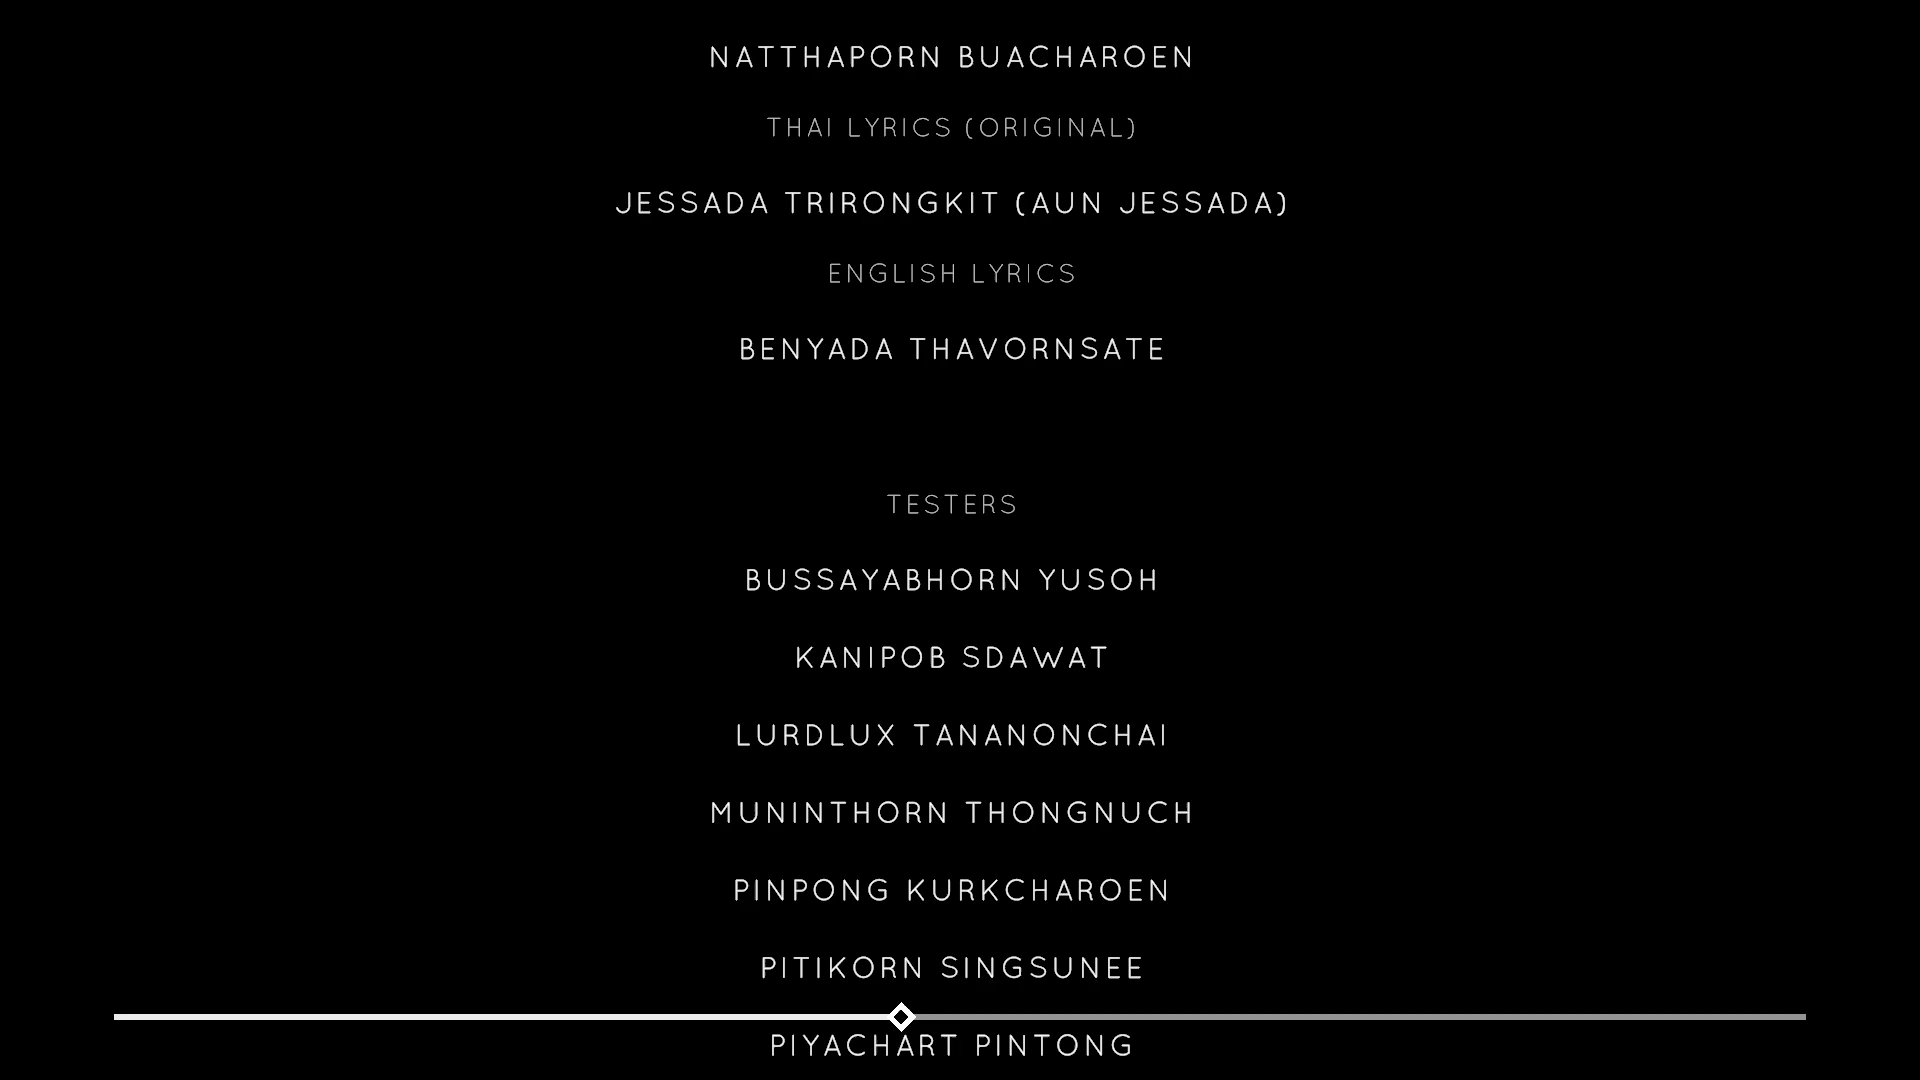 NATTHAPORN BUACHAROEN
THAI LYRICS (ORIGINAL)
JESSADA TRIRONGKIT (AUN JESSADA)
ENGLISH LYRICS
BENYADA THAVORNSATE
TESTERS
BUSSAYABHORN YUSOH
KANIPOB SDAWAT
LURDLUX TANANONCHAI
MUNINTHORN THONGNUCH
PINPONG KURKCHAROEN
PITIKORN SINGSUNEE
PIYACHART PINTONG